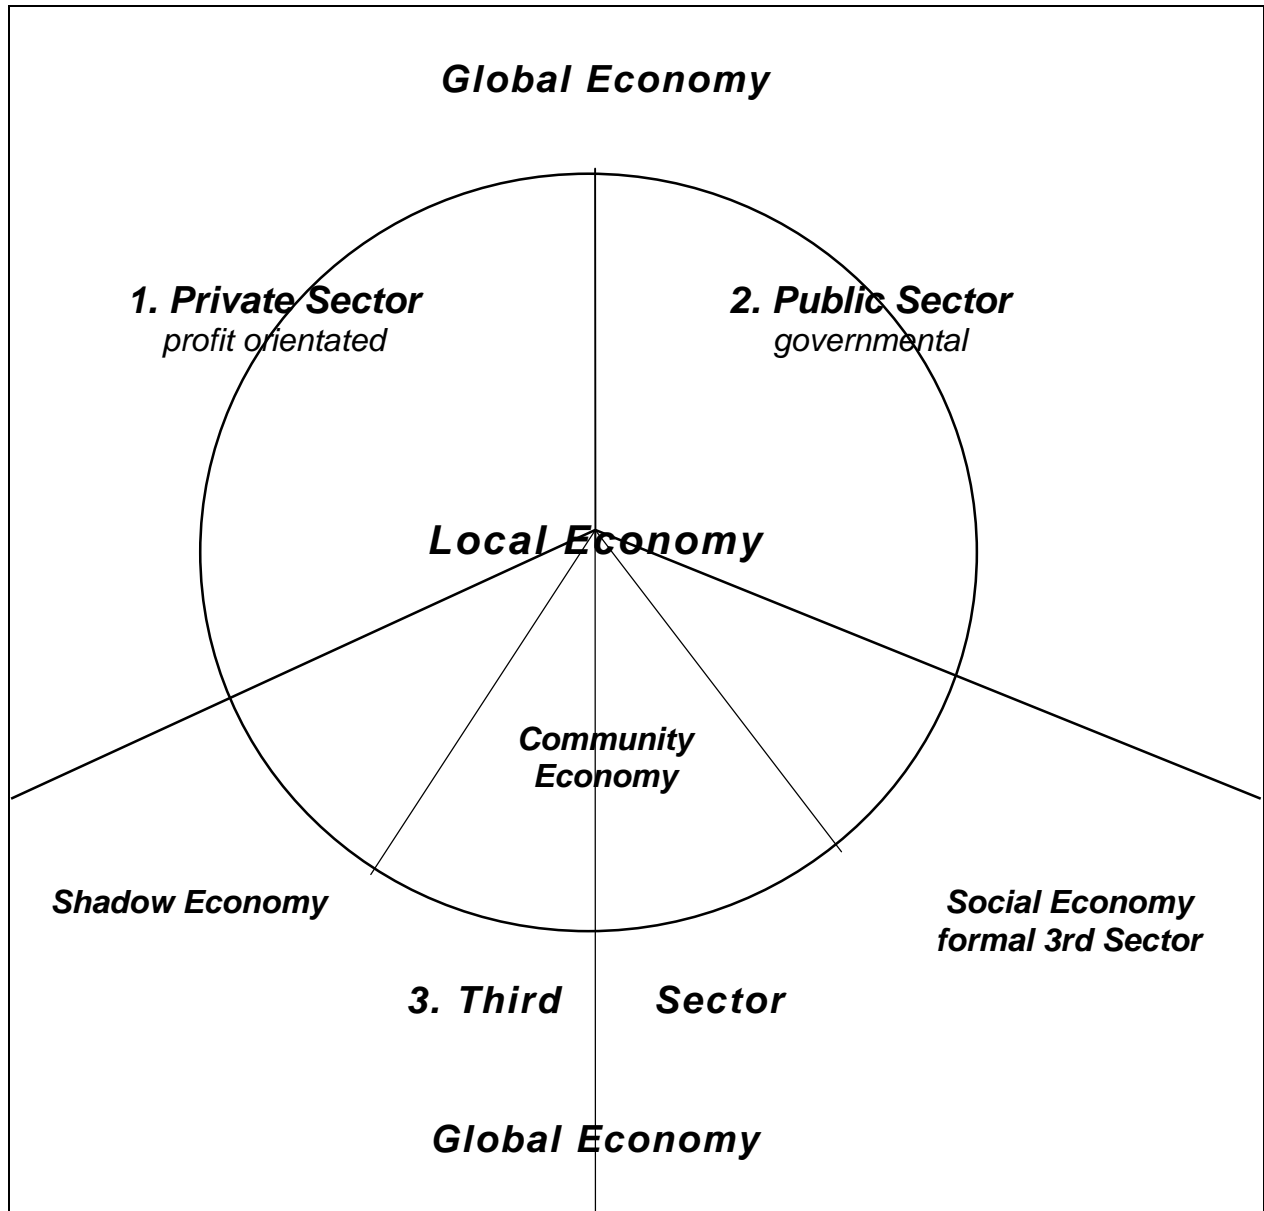 Global Economy
1. Private Sector
profit orientated
2. Public Sector
governmental
Local Economy
Community
Economy
Shadow Economy
Social Economy
formal 3rd Sector
3. Third Sector
Global Economy